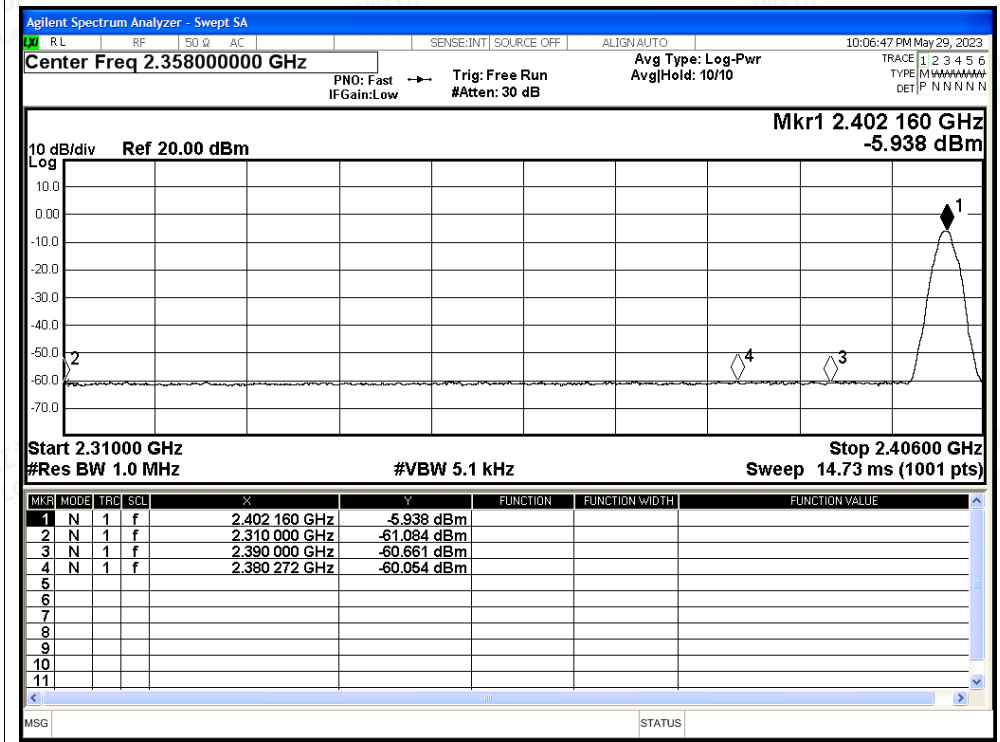 Agilent Spectrum Analyzer - Swept SA
LXI RL RF 50 Ω AC SENSE:INT SOURCE OFF ALIGN AUTO 10:06:47 PM May 29, 2023
Center Freq 2.358000000 GHz
PNO: Fast
IFGain:Low
Trig: Free Run
#Atten: 30 dB
Avg Type: Log-Pwr
Avg|Hold: 10/10
TRACE 1 2 3 4 5 6
TYPE M WWWWW
DET P N N N N N
Mkr1 2.402 160 GHz
-5.938 dBm
10 dB/div Ref 20.00 dBm
Log
10.0
0.00
-10.0
-20.0
-30.0
-40.0
-50.0
-60.0
-70.0
1
2
4
3
Start 2.31000 GHz Stop 2.40600 GHz
#Res BW 1.0 MHz #VBW 5.1 kHz Sweep 14.73 ms (1001 pts)
MKR MODE TRC SCL X Y FUNCTION FUNCTION WIDTH FUNCTION VALUE
1 N 1 f 2.402 160 GHz -5.938 dBm
2 N 1 f 2.310 000 GHz -61.084 dBm
3 N 1 f 2.390 000 GHz -60.661 dBm
4 N 1 f 2.380 272 GHz -60.054 dBm
5
6
7
8
9
10
11
MSG STATUS